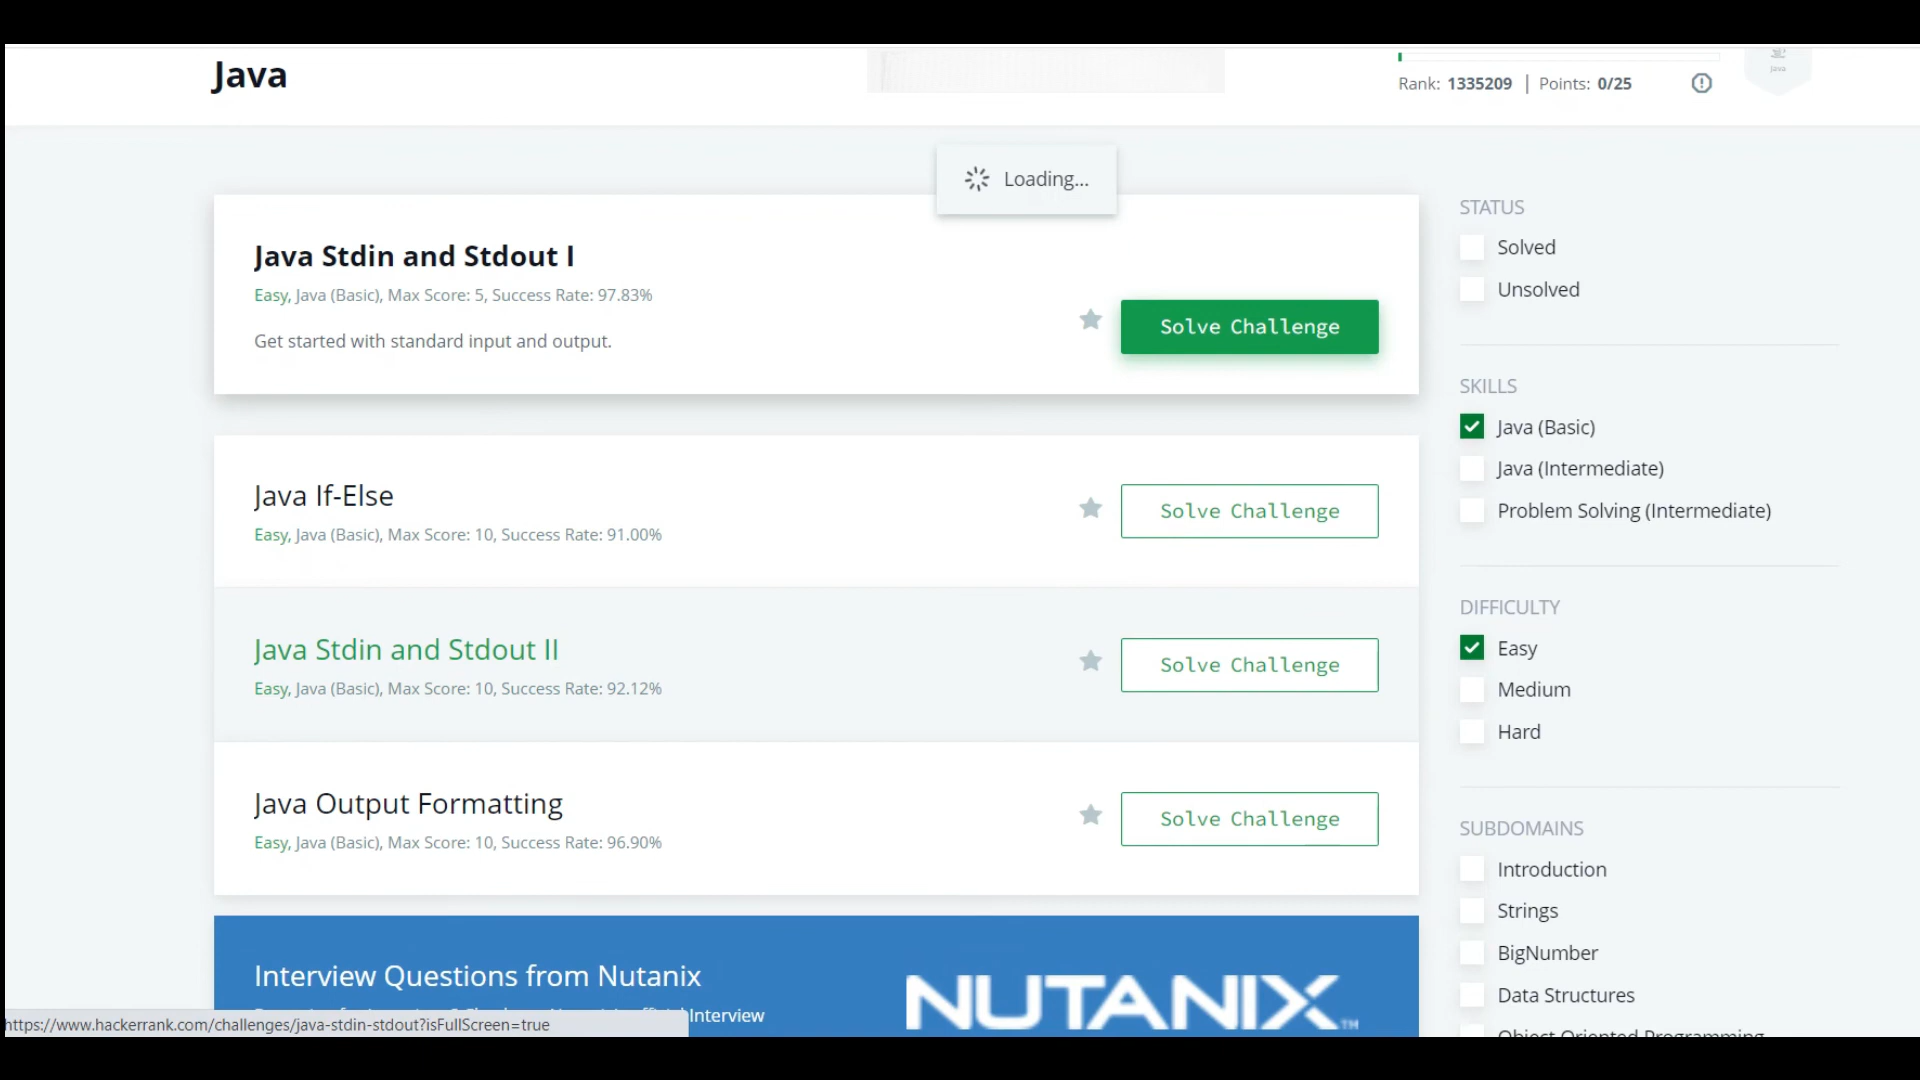 Java
Rank: 1335209 | Points: 0/25
Java
Loading...
Java Stdin and Stdout I
Easy, Java (Basic), Max Score: 5, Success Rate: 97.83%
Get started with standard input and output.
Solve Challenge
Java If-Else
Easy, Java (Basic), Max Score: 10, Success Rate: 91.00%
Solve Challenge
Java Stdin and Stdout II
Easy, Java (Basic), Max Score: 10, Success Rate: 92.12%
Solve Challenge
Java Output Formatting
Easy, Java (Basic), Max Score: 10, Success Rate: 96.90%
Solve Challenge
Interview Questions from Nutanix
Interview
NUTANIX™
https://www.hackerrank.com/challenges/java-stdin-stdout?isFullScreen=true
STATUS
Solved
Unsolved
SKILLS
Java (Basic)
Java (Intermediate)
Problem Solving (Intermediate)
DIFFICULTY
Easy
Medium
Hard
SUBDOMAINS
Introduction
Strings
BigNumber
Data Structures
Object Oriented Programming